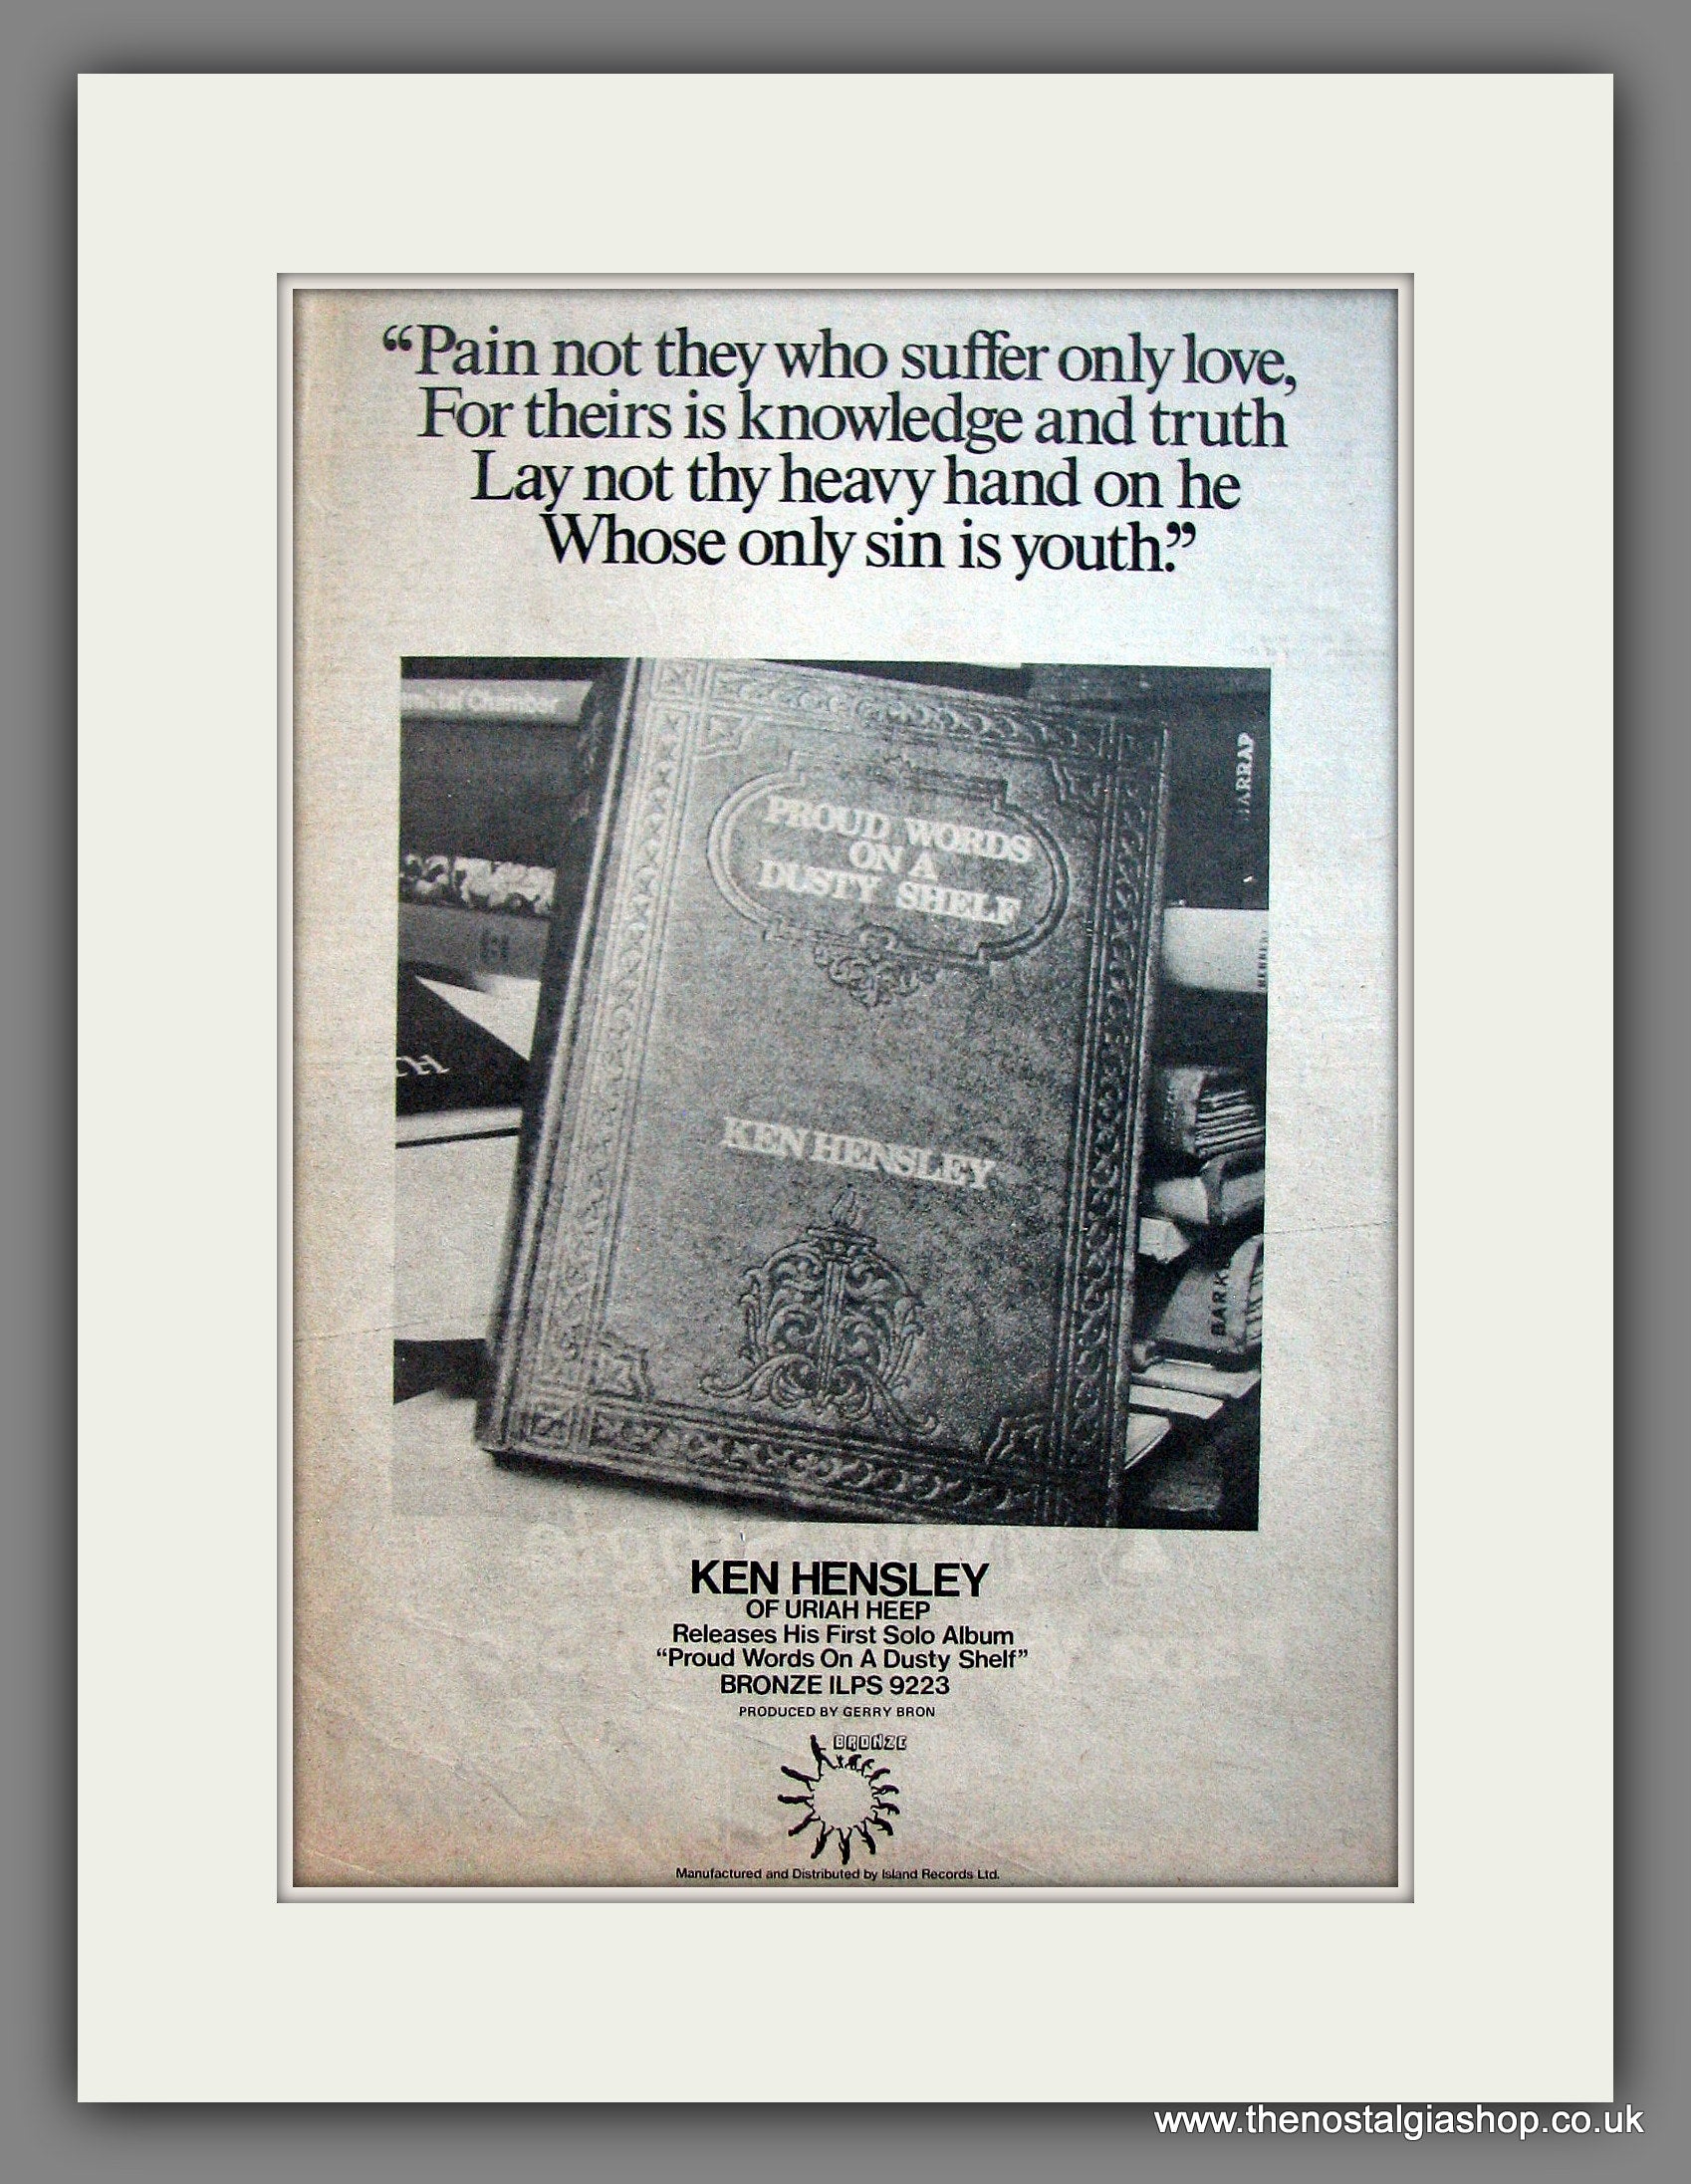 “Pain not they who suffer only love,
For theirs is knowledge and truth
Lay not thy heavy hand on he
Whose only sin is youth.”
Chamber
PROUD WORDS
ON A
DUSTY SHELF
KEN HENSLEY
KEN HENSLEY
OF URIAH HEEP
Releases His First Solo Album
“Proud Words On A Dusty Shelf”
BRONZE ILPS 9223
PRODUCED BY GERRY BRON
BRONZE
Manufactured and Distributed by Island Records Ltd.
www.thenostalgiashop.co.uk